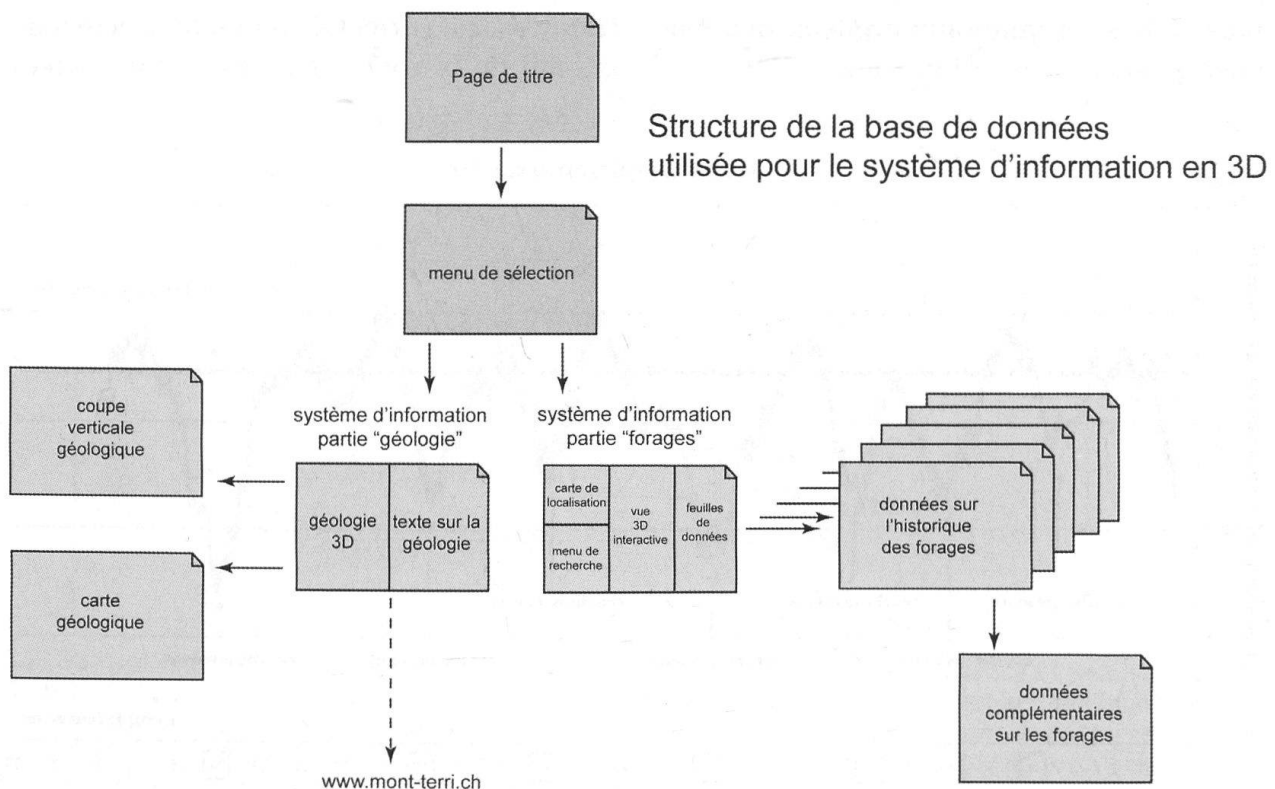 Page de titre
Structure de la base de données
utilisée pour le système d'information en 3D
menu de sélection
coupe
verticale
géologique
carte
géologique
système d'information
partie "géologie"
géologie
3D
texte sur la
géologie
www.mont-terri.ch
système d'information
partie "forages"
carte de
localisation
menu de
recherche
vue
3D
interactive
feuilles
de
données
données sur
l'historique
des forages
données
complémentaires
sur les forages